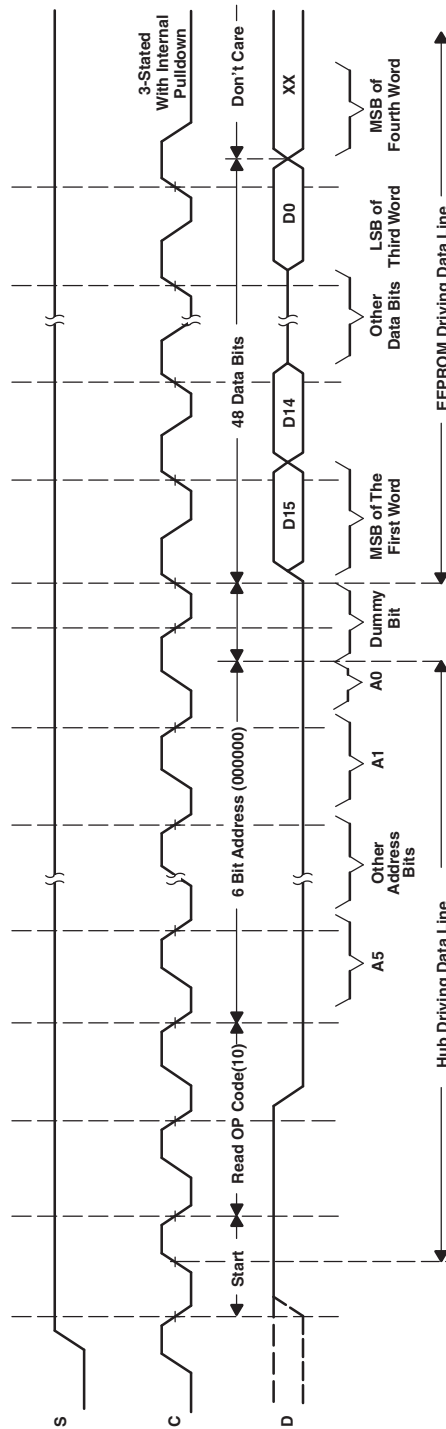 S
C
D
3-Stated
With Internal
Pulldown
Start
Read OP Code(10)
6 Bit Address (000000)
48 Data Bits
Don't Care
D15
D14
D0
XX
A5
Other
Address
Bits
A1
A0
Dummy
Bit
MSB of The
First Word
Other
Data Bits
LSB of
Third Word
MSB of
Fourth Word
Hub Driving Data Line
EEPROM Driving Data Line